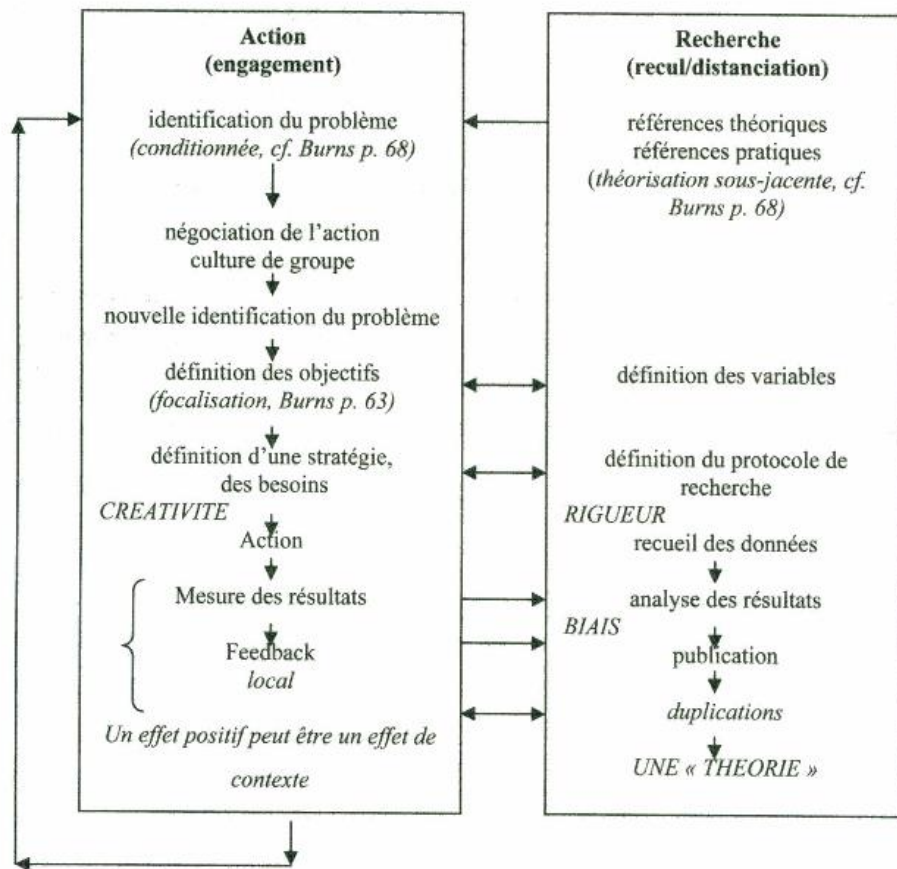 Action
(engagement)
identification du problème
(conditionnée, cf. Burns p. 68)
négociation de l'action
culture de groupe
nouvelle identification du problème
définition des objectifs
(focalisation, Burns p. 63)
définition d'une stratégie,
des besoins
CREATIVITE
Action
Mesure des résultats
Feedback
local
Un effet positif peut être un effet de
contexte
Recherche
(recul/distanciation)
références théoriques
références pratiques
(théorisation sous-jacente, cf.
Burns p. 68)
définition des variables
définition du protocole de
recherche
RIGUEUR
recueil des données
analyse des résultats
BIAIS
publication
duplications
UNE « THEORIE »